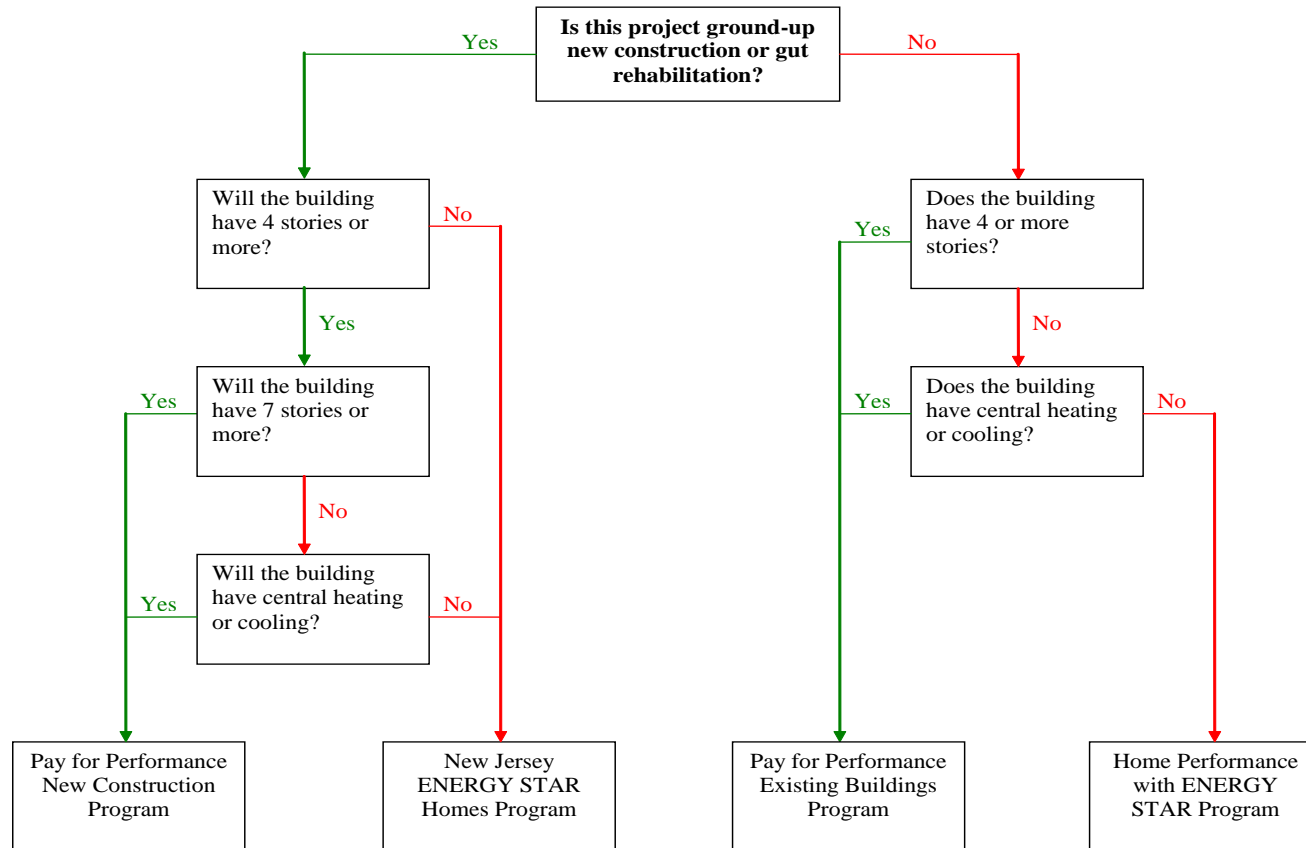 Is this project ground-up
new construction or gut
rehabilitation?
Yes
No
Will the building
have 4 stories or
more?
No
Does the building
have 4 or more
stories?
Yes
Yes
No
Will the building
have 7 stories or
more?
Yes
Does the building
have central heating
or cooling?
Yes
No
No
Will the building
have central heating
or cooling?
Yes
No
Pay for Performance
New Construction
Program
New Jersey
ENERGY STAR
Homes Program
Pay for Performance
Existing Buildings
Program
Home Performance
with ENERGY
STAR Program